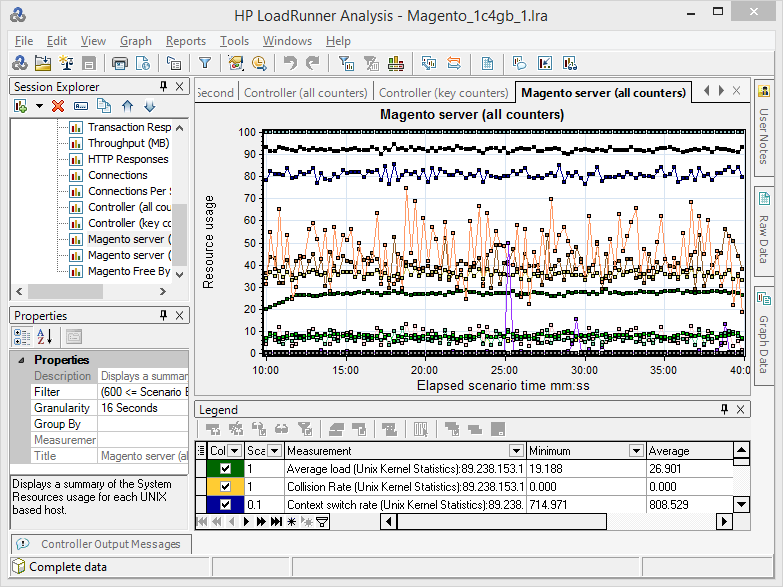 HP LoadRunner Analysis - Magento_1c4gb_1.lra
File Edit View Graph Reports Tools Windows Help
Session Explorer
Second Controller (all counters) Controller (key counters) Magento server (all counters)
Transaction Resp
Throughput (MB)
HTTP Responses
Connections
Connections Per S
Controller (all cou
Controller (key co
Magento server (
Magento server (
Magento Free By
Magento server (all counters)
Resource usage
100
90
80
70
60
50
40
30
20
10
0
10:00 15:00 20:00 25:00 30:00 35:00 40:0
Elapsed scenario time mm:ss
User Notes
Raw Data
Graph Data
Properties
Properties
Description Displays a summar
Filter (600 <= Scenario E
Granularity 16 Seconds
Group By
Measuremer
Title Magento server (al
Displays a summary of the System
Resources usage for each UNIX
based host.
Legend
Col Sca Measurement Minimum Average
1 Average load (Unix Kernel Statistics):89.238.153.1 19.188 26.901
1 Collision Rate (Unix Kernel Statistics):89.238.153.1 0.000 0.000
0.1 Context switch rate (Unix Kernel Statistics):89.238. 714.971 808.529
Controller Output Messages
Complete data